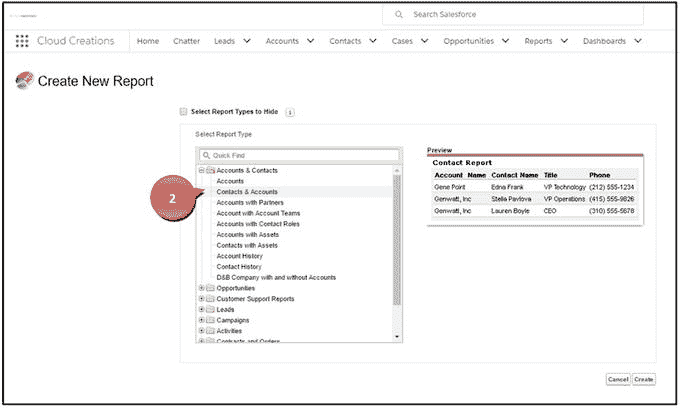 Search Salesforce
Cloud Creations Home Chatter Leads Accounts Contacts Cases Opportunities Reports Dashboards
Create New Report
Select Report Types to Hide i
Select Report Type
Quick Find
Accounts & Contacts
Accounts
Contacts & Accounts
Accounts with Partners
Account with Account Teams
Accounts with Contact Roles
Accounts with Assets
Contacts with Assets
Account History
Contact History
D&B Company with and without Accounts
Opportunities
Customer Support Reports
Leads
Campaigns
Activities
Contracts and Orders
2
Preview
Contact Report
Account Name Contact Name Title Phone
Gene Point Edna Frank VP Technology (212) 555-1234
Genwatt, Inc Stella Pavlova VP Operations (415) 555-9826
Genwatt, Inc Lauren Boyle CEO (310) 555-5678
Cancel Create